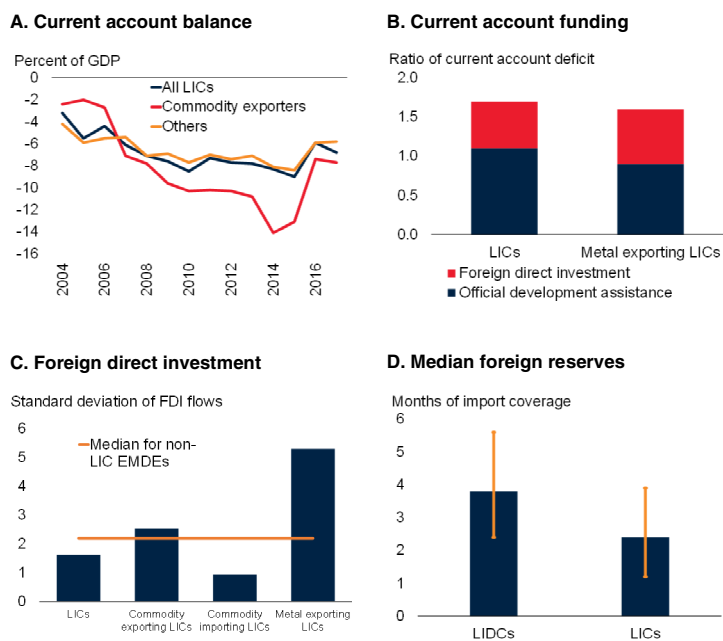 A. Current account balance
Percent of GDP
0
-2
-4
-6
-8
-10
-12
-14
-16
All LICs
Commodity exporters
Others
2004
2006
2008
2010
2012
2014
2016
B. Current account funding
Ratio of current account deficit
2.0
1.5
1.0
0.5
0.0
LICs
Metal exporting LICs
Foreign direct investment
Official development assistance
C. Foreign direct investment
Standard deviation of FDI flows
6
5
4
3
2
1
0
Median for non-
LIC EMDEs
LICs
Commodity
exporting LICs
Commodity
importing LICs
Metal exporting
LICs
D. Median foreign reserves
Months of import coverage
6
5
4
3
2
1
0
LIDCs
LICs